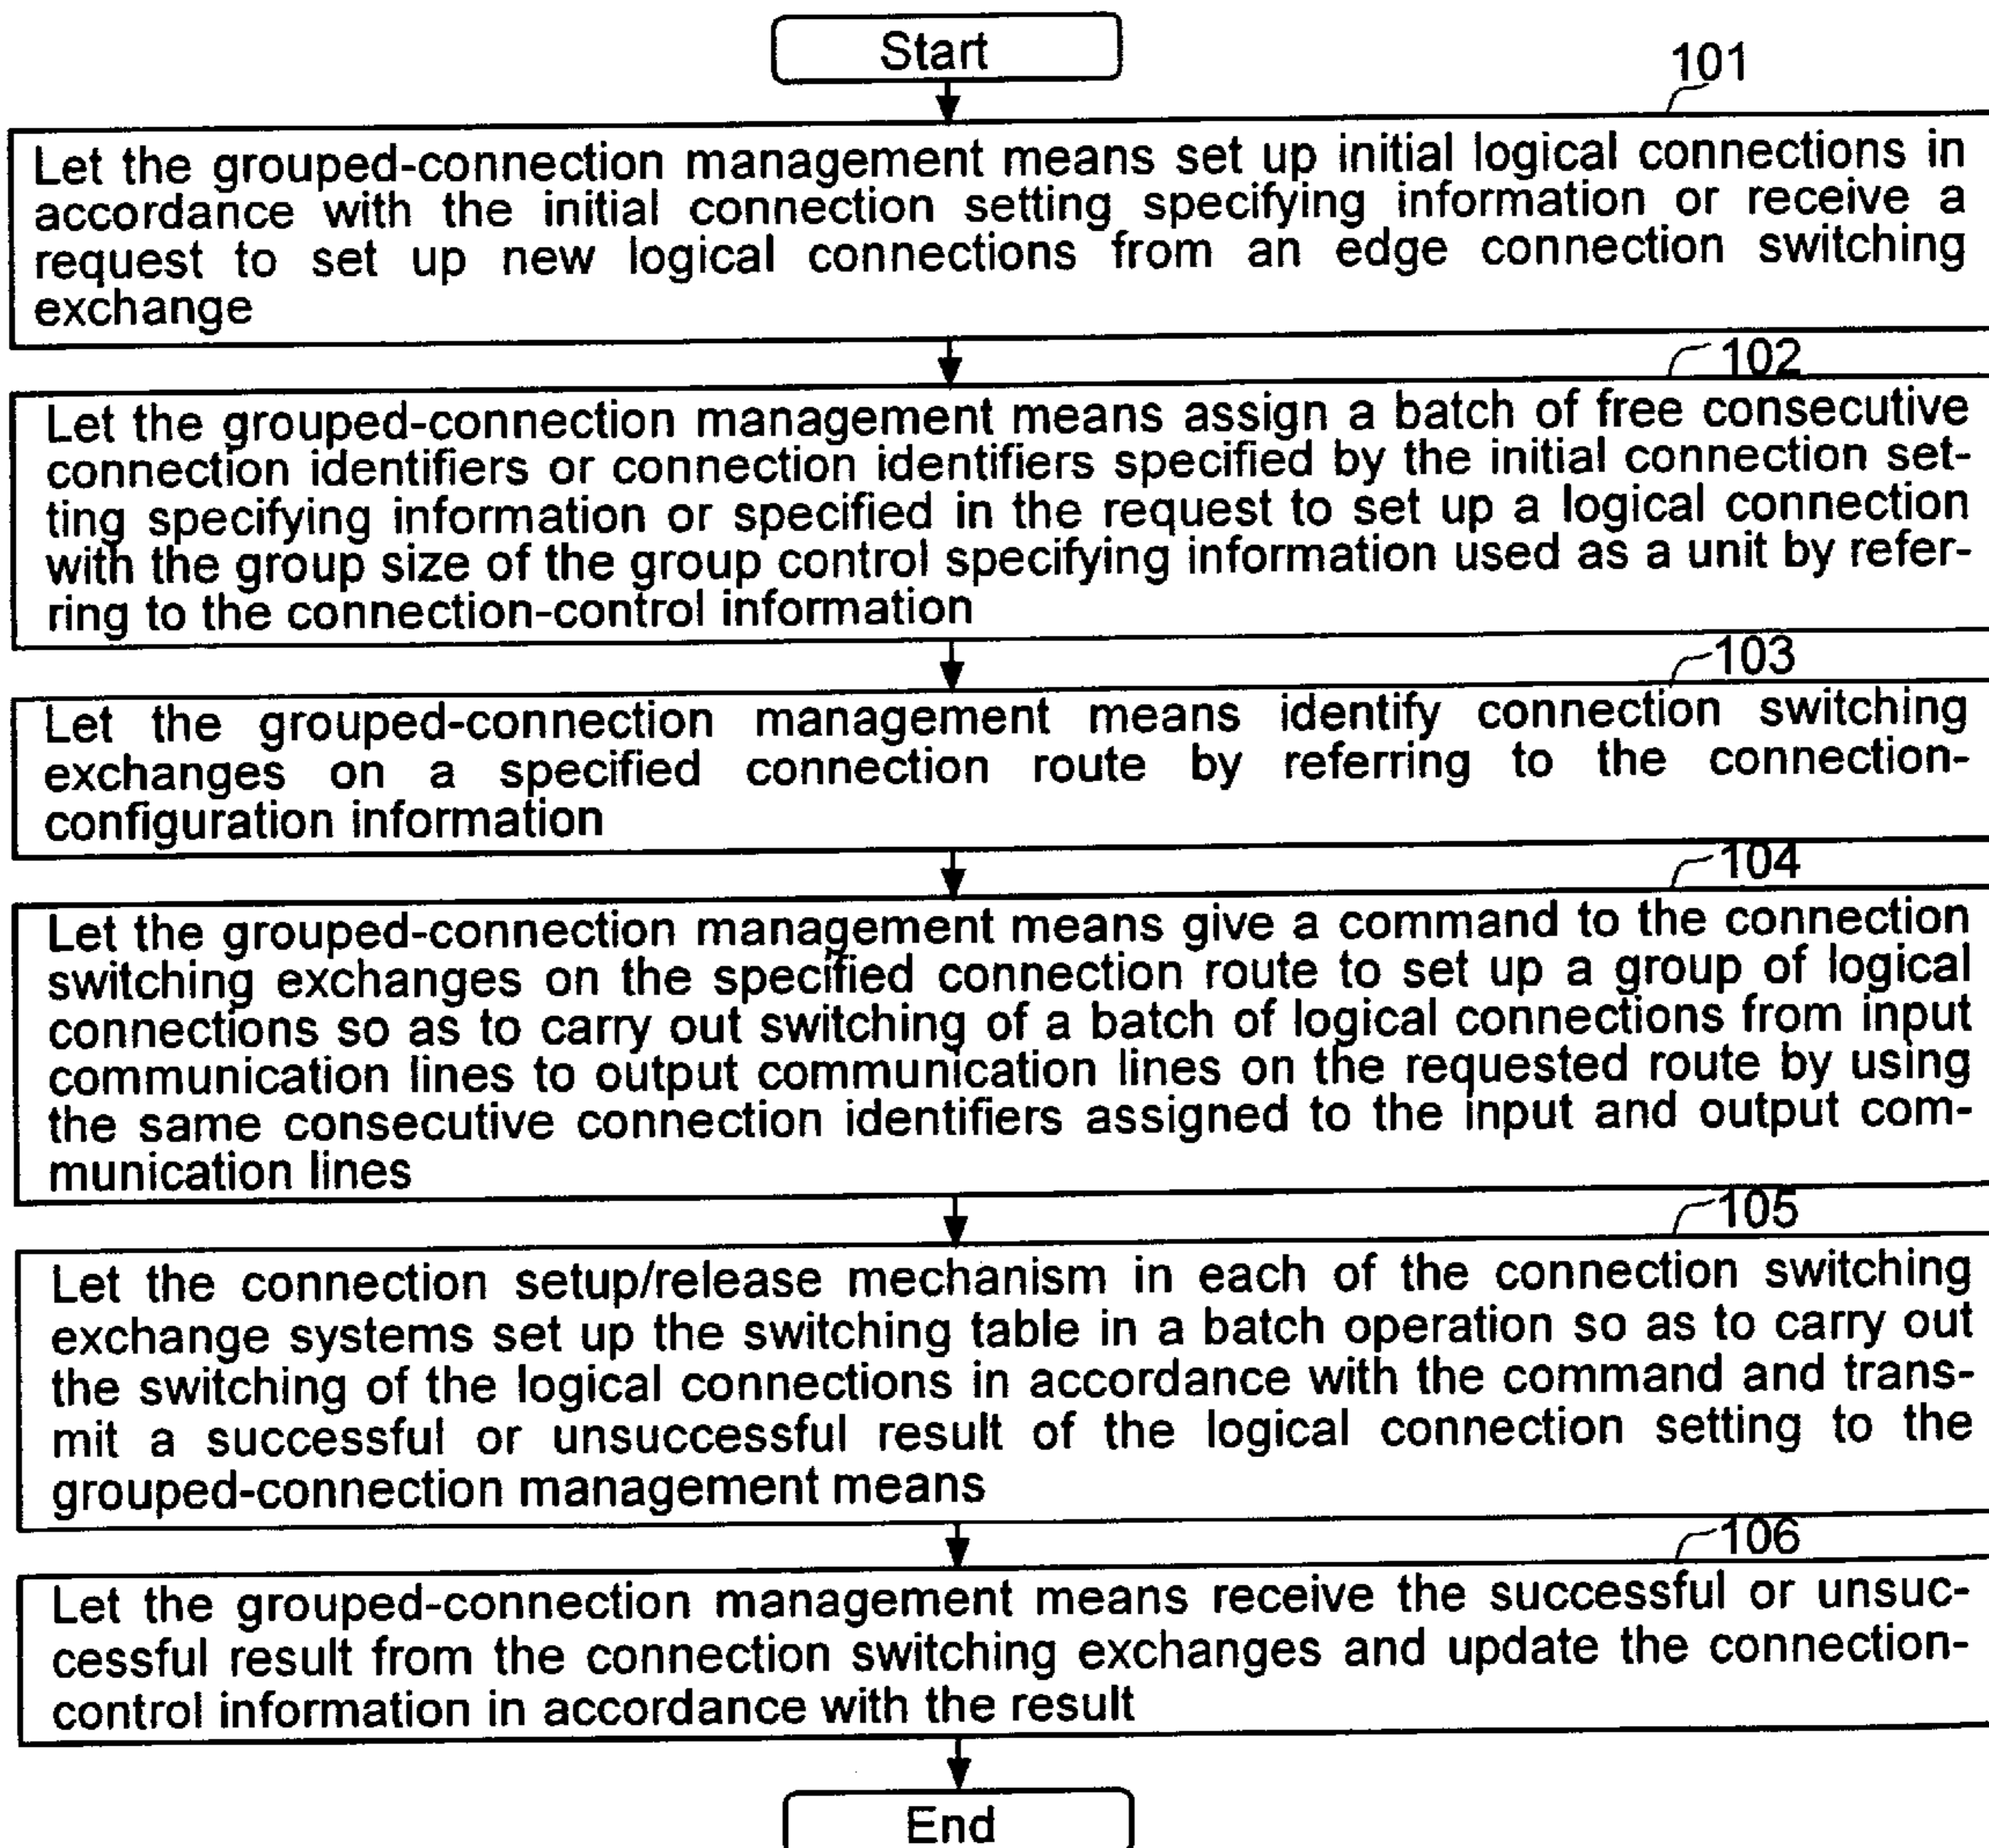 Start
101
Let the grouped-connection management means set up initial logical connections in
accordance with the initial connection setting specifying information or receive a
request to set up new logical connections from an edge connection switching
exchange
102
Let the grouped-connection management means assign a batch of free consecutive
connection identifiers or connection identifiers specified by the initial connection set-
ting specifying information or specified in the request to set up a logical connection
with the group size of the group control specifying information used as a unit by refer-
ring to the connection-control information
103
Let the grouped-connection management means identify connection switching
exchanges on a specified connection route by referring to the connection-
configuration information
104
Let the grouped-connection management means give a command to the connection
switching exchanges on the specified connection route to set up a group of logical
connections so as to carry out switching of a batch of logical connections from input
communication lines to output communication lines on the requested route by using
the same consecutive connection identifiers assigned to the input and output com-
munication lines
105
Let the connection setup/release mechanism in each of the connection switching
exchange systems set up the switching table in a batch operation so as to carry out
the switching of the logical connections in accordance with the command and trans-
mit a successful or unsuccessful result of the logical connection setting to the
grouped-connection management means
106
Let the grouped-connection management means receive the successful or unsuc-
cessful result from the connection switching exchanges and update the connection-
control information in accordance with the result
End